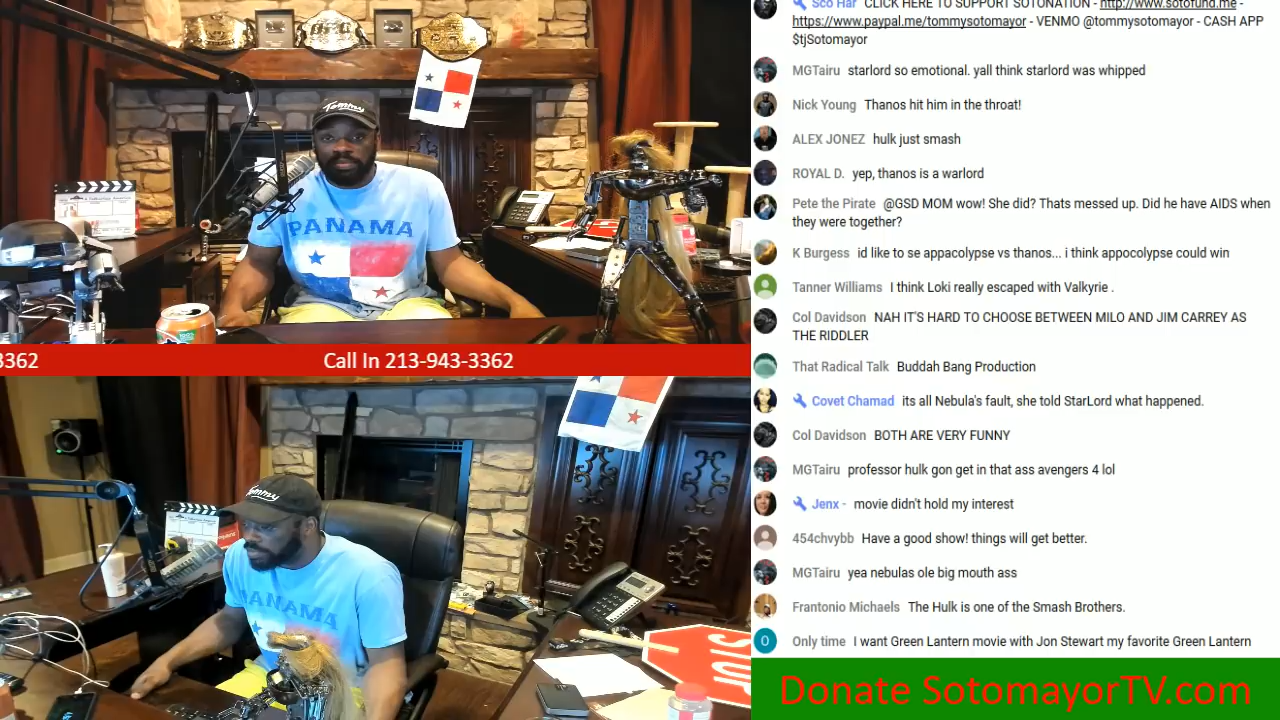 Tommy
PANAMA
3362
Call In 213-943-3362
Tommy
PANAMA
Sco Har CLICK HERE TO SUPPORT SOTONATION - http://www.sotofund.me -
https://www.paypal.me/tommysotomayor - VENMO @tommysotomayor - CASH APP
$tjSotomayor
MGTairu starlord so emotional. yall think starlord was whipped
Nick Young Thanos hit him in the throat!
ALEX JONEZ hulk just smash
ROYAL D. yep, thanos is a warlord
Pete the Pirate @GSD MOM wow! She did? Thats messed up. Did he have AIDS when
they were together?
K Burgess id like to se appacolypse vs thanos... i think appocolypse could win
Tanner Williams I think Loki really escaped with Valkyrie .
Col Davidson NAH IT'S HARD TO CHOOSE BETWEEN MILO AND JIM CARREY AS
THE RIDDLER
That Radical Talk Buddah Bang Production
Covet Chamad its all Nebula's fault, she told StarLord what happened.
Col Davidson BOTH ARE VERY FUNNY
MGTairu professor hulk gon get in that ass avengers 4 lol
Jenx - movie didn't hold my interest
454chvybb Have a good show! things will get better.
MGTairu yea nebulas ole big mouth ass
Frantonio Michaels The Hulk is one of the Smash Brothers.
O
Only time I want Green Lantern movie with Jon Stewart my favorite Green Lantern
Donate SotomayorTV.com